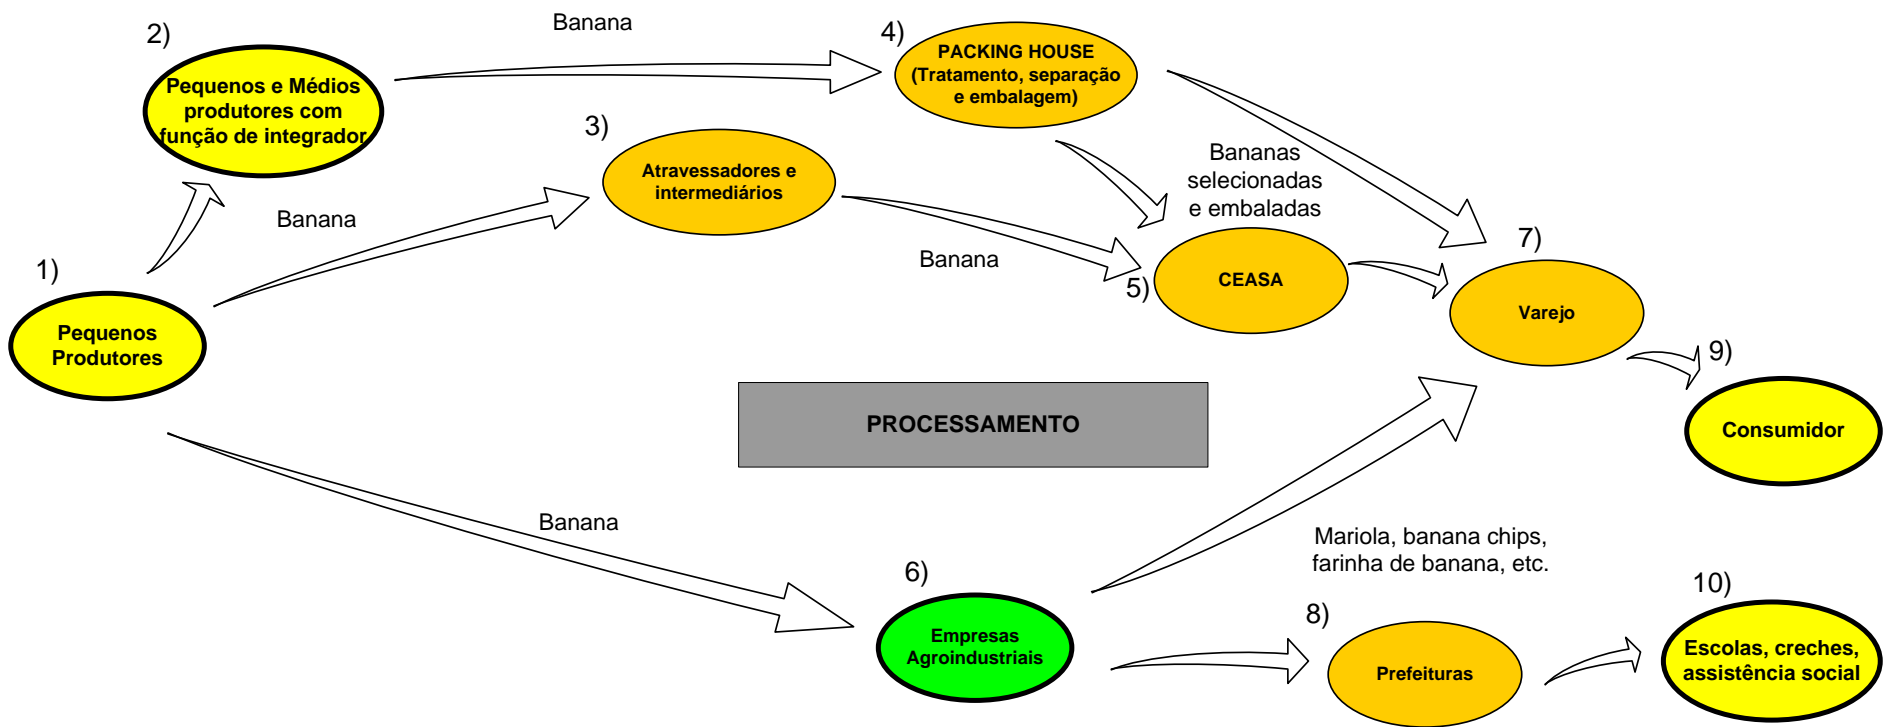 Banana
2)
Pequenos e Médios
produtores com
função de integrador
4)
PACKING HOUSE
(Tratamento, separação
e embalagem)
3)
Atravessadores e
intermediários
Bananas
selecionadas
e embaladas
Banana
Banana
1)
Pequenos
Produtores
5)
CEASA
7)
Varejo
9)
Consumidor
PROCESSAMENTO
Banana
Mariola, banana chips,
farinha de banana, etc.
6)
Empresas
Agroindustriais
8)
Prefeituras
10)
Escolas, creches,
assistência social